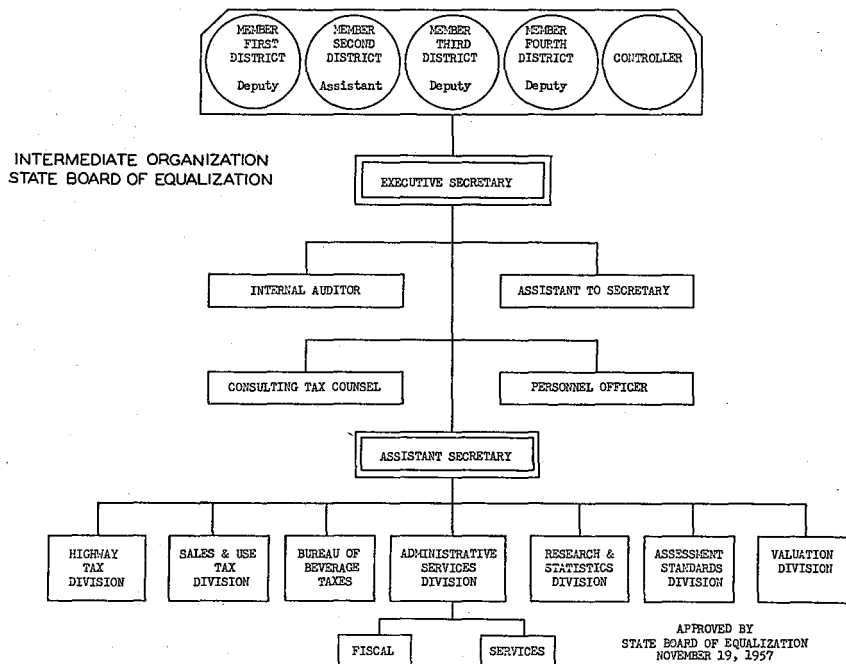 MEMBER
FIRST
DISTRICT
Deputy
MEMBER
SECOND
DISTRICT
Assistant
MEMBER
THIRD
DISTRICT
Deputy
MEMBER
FOURTH
DISTRICT
Deputy
CONTROLLER
INTERMEDIATE ORGANIZATION
STATE BOARD OF EQUALIZATION
EXECUTIVE SECRETARY
INTERNAL AUDITOR
ASSISTANT TO SECRETARY
CONSULTING TAX COUNSEL
PERSONNEL OFFICER
ASSISTANT SECRETARY
HIGHWAY
TAX
DIVISION
SALES & USE
TAX
DIVISION
BUREAU OF
BEVERAGE
TAXES
ADMINISTRATIVE
SERVICES
DIVISION
RESEARCH &
STATISTICS
DIVISION
ASSESSMENT
STANDARDS
DIVISION
VALUATION
DIVISION
FISCAL
SERVICES
APPROVED BY
STATE BOARD OF EQUALIZATION
NOVEMBER 19, 1957